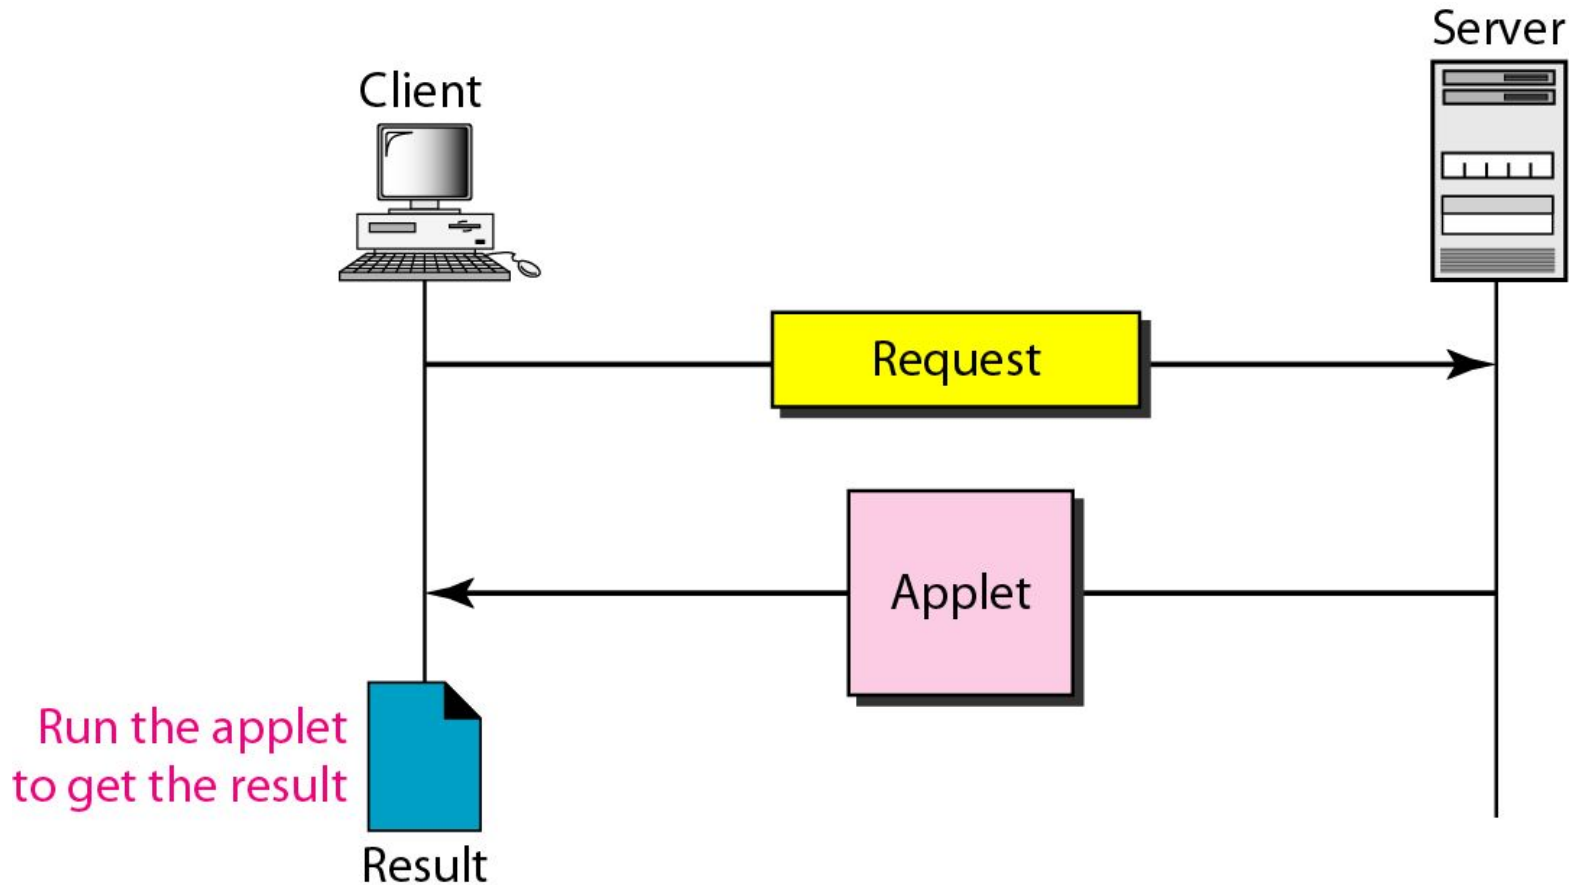 Server
Client
Request
Applet
Run the applet
to get the result
Result